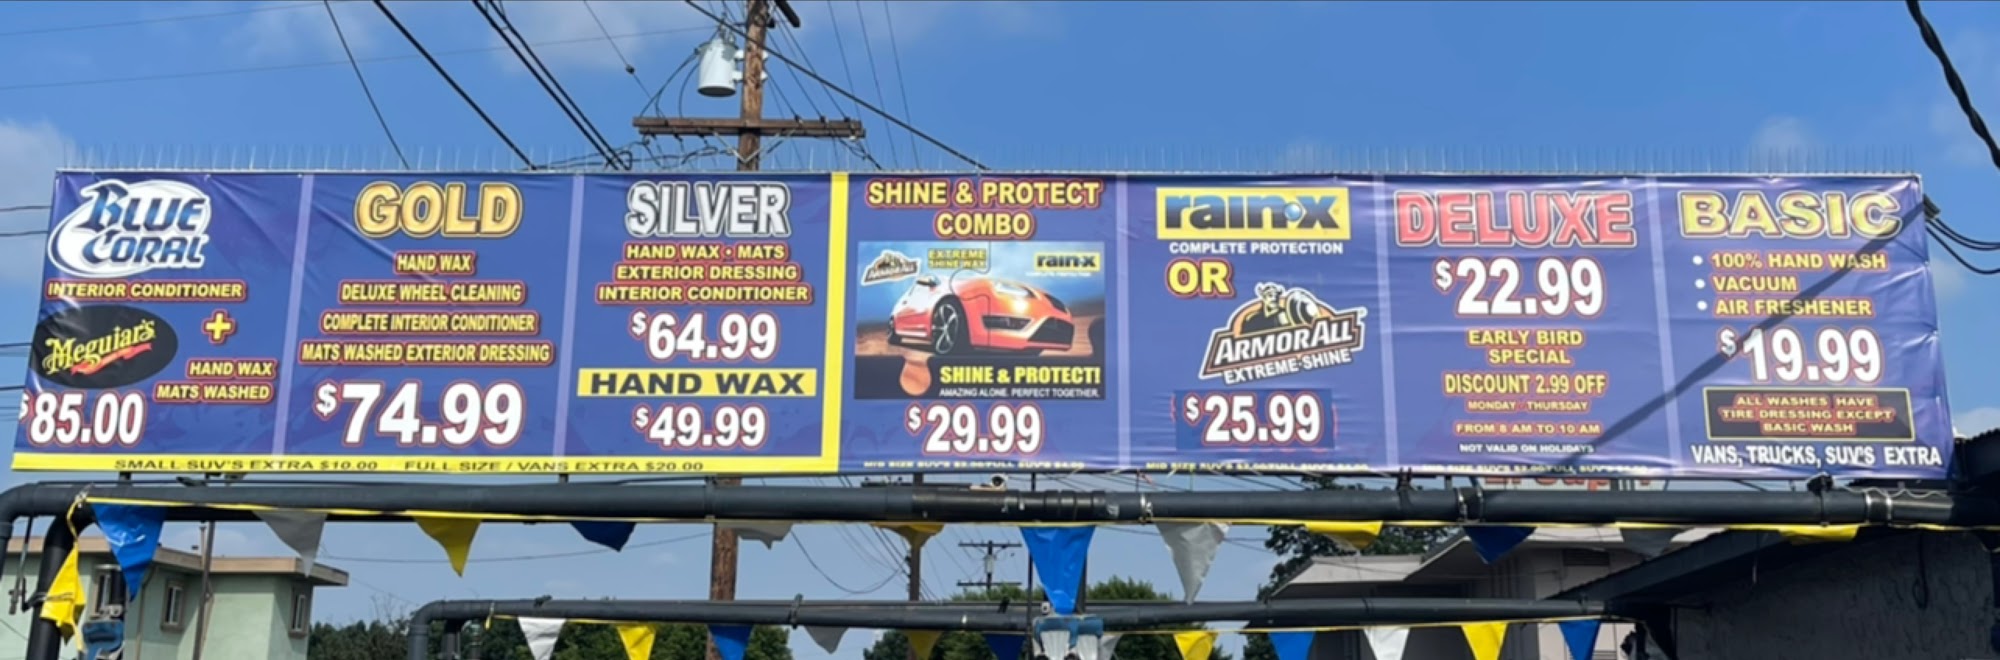 BLUE
CORAL
INTERIOR CONDITIONER
+
Meguiar's
HAND WAX
MATS WASHED
$85.00
GOLD
HAND WAX
DELUXE WHEEL CLEANING
COMPLETE INTERIOR CONDITIONER
MATS WASHED EXTERIOR DRESSING
$74.99
SILVER
HAND WAX • MATS
EXTERIOR DRESSING
INTERIOR CONDITIONER
$64.99
HAND WAX
$49.99
SMALL SUV'S EXTRA $10.00 FULL SIZE / VANS EXTRA $20.00
SHINE & PROTECT
COMBO
ARMORALL
EXTREME
SHINE WAX
rain-x
SHINE & PROTECT!
AMAZING ALONE. PERFECT TOGETHER.
$29.99
rain-x
COMPLETE PROTECTION
OR
ARMORALL
EXTREME-SHINE
$25.99
DELUXE
$22.99
EARLY BIRD
SPECIAL
DISCOUNT 2.99 OFF
MONDAY - THURSDAY
FROM 8 AM TO 10 AM
NOT VALID ON HOLIDAYS
BASIC
• 100% HAND WASH
• VACUUM
• AIR FRESHENER
$19.99
ALL WASHES HAVE
TIRE DRESSING EXCEPT
BASIC WASH
VANS, TRUCKS, SUV'S EXTRA